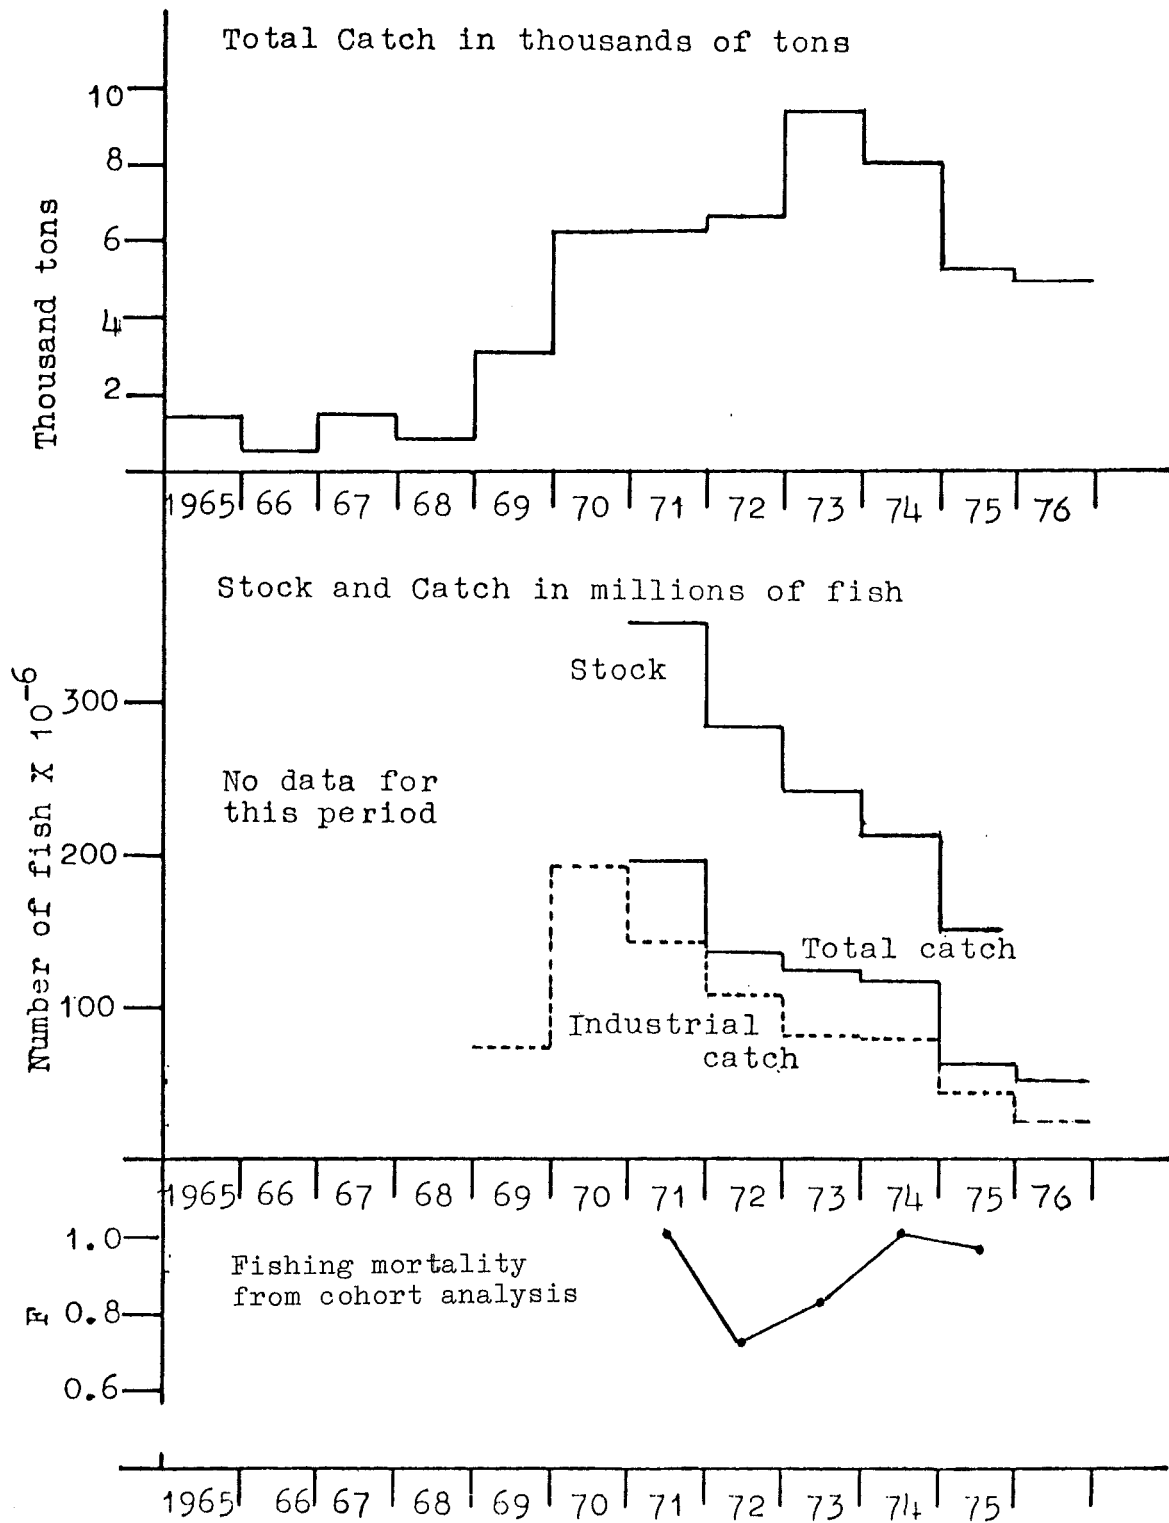 Total Catch in thousands of tons
Thousand tons
10
8
6
4
2
1965 66 67 68 69 70 71 72 73 74 75 76
Stock and Catch in millions of fish
Number of fish X 10-6
300
200
100
Stock
No data for
this period
Total catch
Industrial
catch
1965 66 67 68 69 70 71 72 73 74 75 76
F
1.0
0.8
0.6
Fishing mortality
from cohort analysis
1965 66 67 68 69 70 71 72 73 74 75